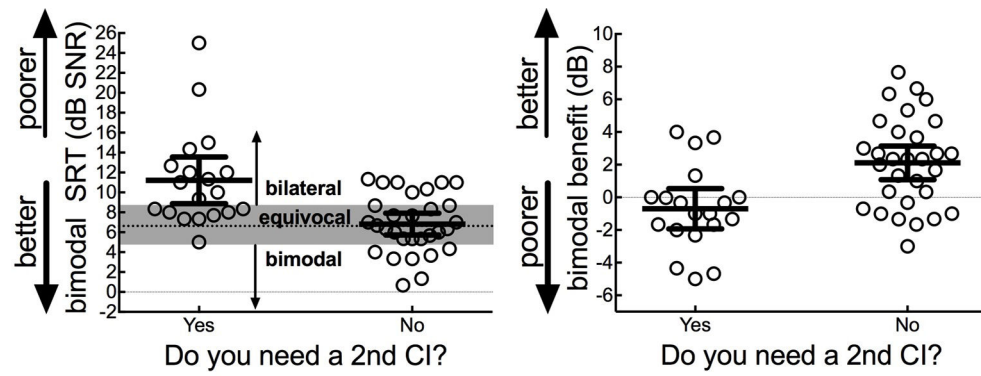 poorer
better
bimodal SRT (dB SNR)
26
24
22
20
18
16
14
12
10
8
6
4
2
0
-2
bilateral
equivocal
bimodal
Yes
No
Do you need a 2nd CI?
better
poorer
bimodal benefit (dB)
10
8
6
4
2
0
-2
-4
-6
Yes
No
Do you need a 2nd CI?